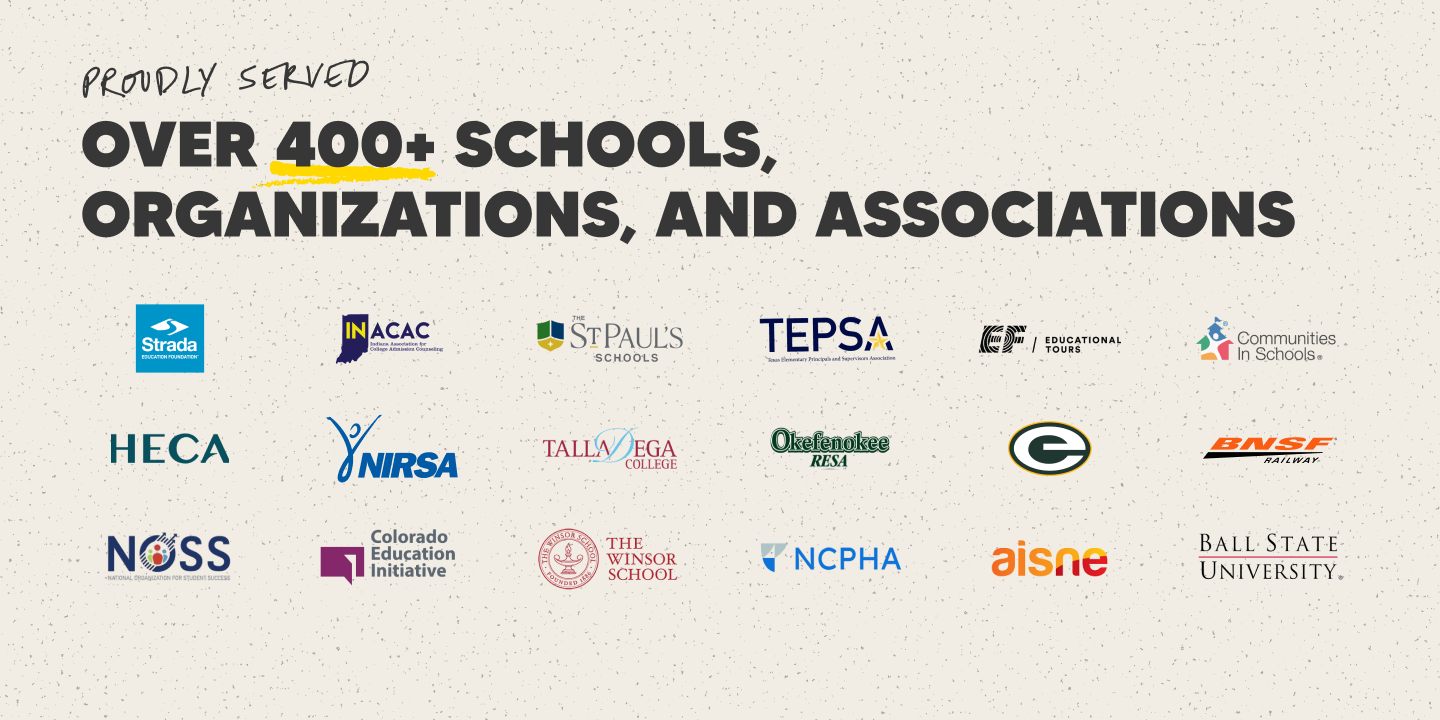 PROUDLY SERVED
OVER 400+ SCHOOLS,
ORGANIZATIONS, AND ASSOCIATIONS
Strada
EDUCATION FOUNDATION
IN ACAC
Indiana Association for
College Admission Counseling
THE
ST PAUL'S
SCHOOLS
TEPSA
Texas Elementary Principals and Supervisors Association
EF / EDUCATIONAL
TOURS
Communities
In Schools®
HECA
NIRSA
TALLADEGA
COLLEGE
Okefenokee
RESA
G
BNSF
RAILWAY
NOSS
NATIONAL ORGANIZATION FOR STUDENT SUCCESS
Colorado
Education
Initiative
THE WINSOR SCHOOL
FOUNDED 1886
THE
WINSOR
SCHOOL
NCPHA
aisne
BALL STATE
UNIVERSITY®